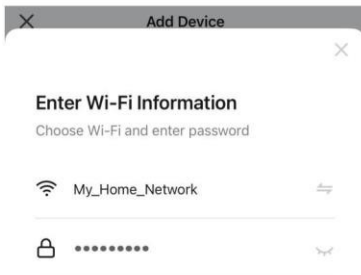 Add Device
Enter Wi-Fi Information
Choose Wi-Fi and enter password
My_Home_Network
•••••••••